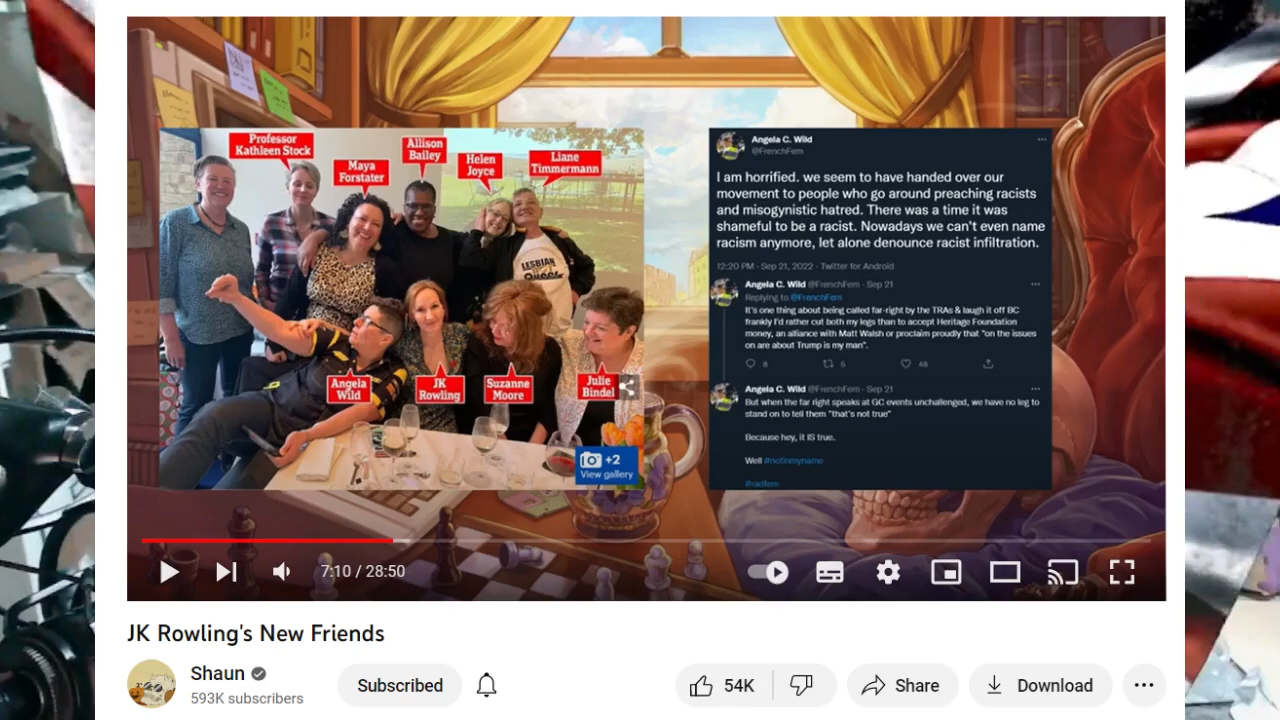 Professor
Kathleen Stock
Maya
Forstater
Allison
Bailey
Helen
Joyce
Liane
Timmermann
LESBIAN
Angela
Wild
JK
Rowling
Suzanne
Moore
Julie
Bindel
+2
View gallery
Angela C. Wild
@FrenchFem
I am horrified. we seem to have handed over our
movement to people who go around preaching racists
and misogynistic hatred. There was a time it was
shameful to be a racist. Nowadays we can't even name
racism anymore, let alone denounce racist infiltration.
12:20 PM · Sep 21, 2022 · Twitter for Android
Angela C. Wild @FrenchFem · Sep 21
Replying to @FrenchFem
It's one thing about being called far-right by the TRAs & laugh it off BC
frankly I'd rather cut both my legs than to accept Heritage Foundation
money, an alliance with Matt Walsh or proclaim proudly that "on the issues
on are about Trump is my man".
8 5 48
Angela C. Wild @FrenchFem · Sep 21
But when the far right speaks at GC events unchallenged, we have no leg to
stand on to tell them "that's not true"
Because hey, it IS true.
Well #notinmyname
#radfem
7:10 / 28:50
JK Rowling's New Friends
Shaun
593K subscribers
Subscribed
54K
Share
Download